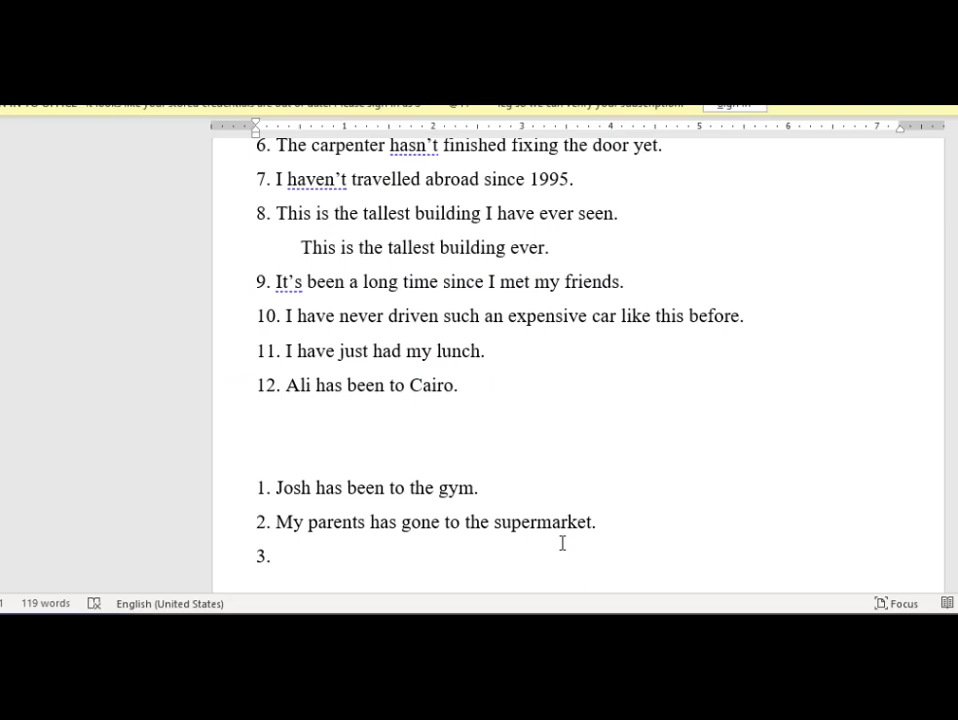 6. The carpenter hasn't finished fixing the door yet.
7. I haven't travelled abroad since 1995.
8. This is the tallest building I have ever seen.
This is the tallest building ever.
9. It's been a long time since I met my friends.
10. I have never driven such an expensive car like this before.
11. I have just had my lunch.
12. Ali has been to Cairo.
1. Josh has been to the gym.
2. My parents has gone to the supermarket.
3.
119 words English (United States) Focus